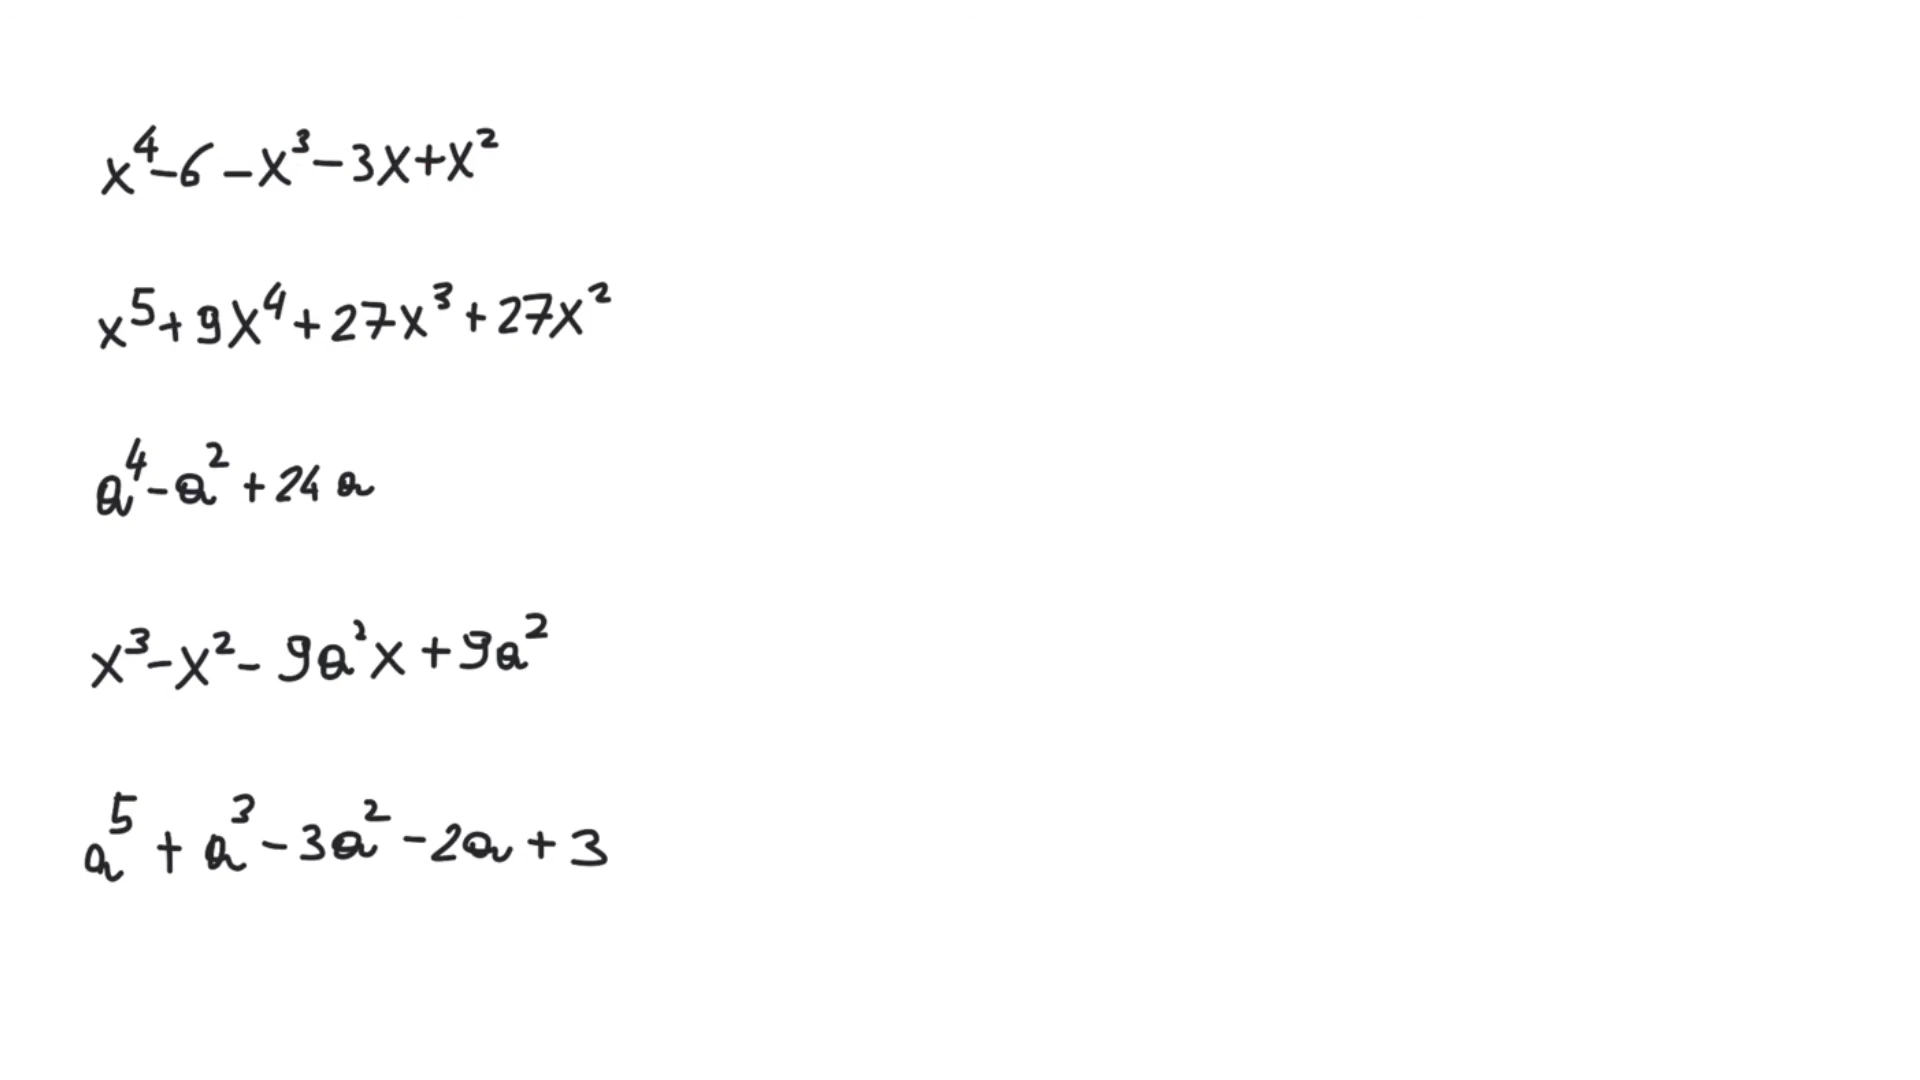 x⁴-6-x³-3x+x²
x⁵+9x⁴+27x³+27x²
a⁴-a²+24a
x³-x²-9a²x+9a²
a⁵+a³-3a²-2a+3